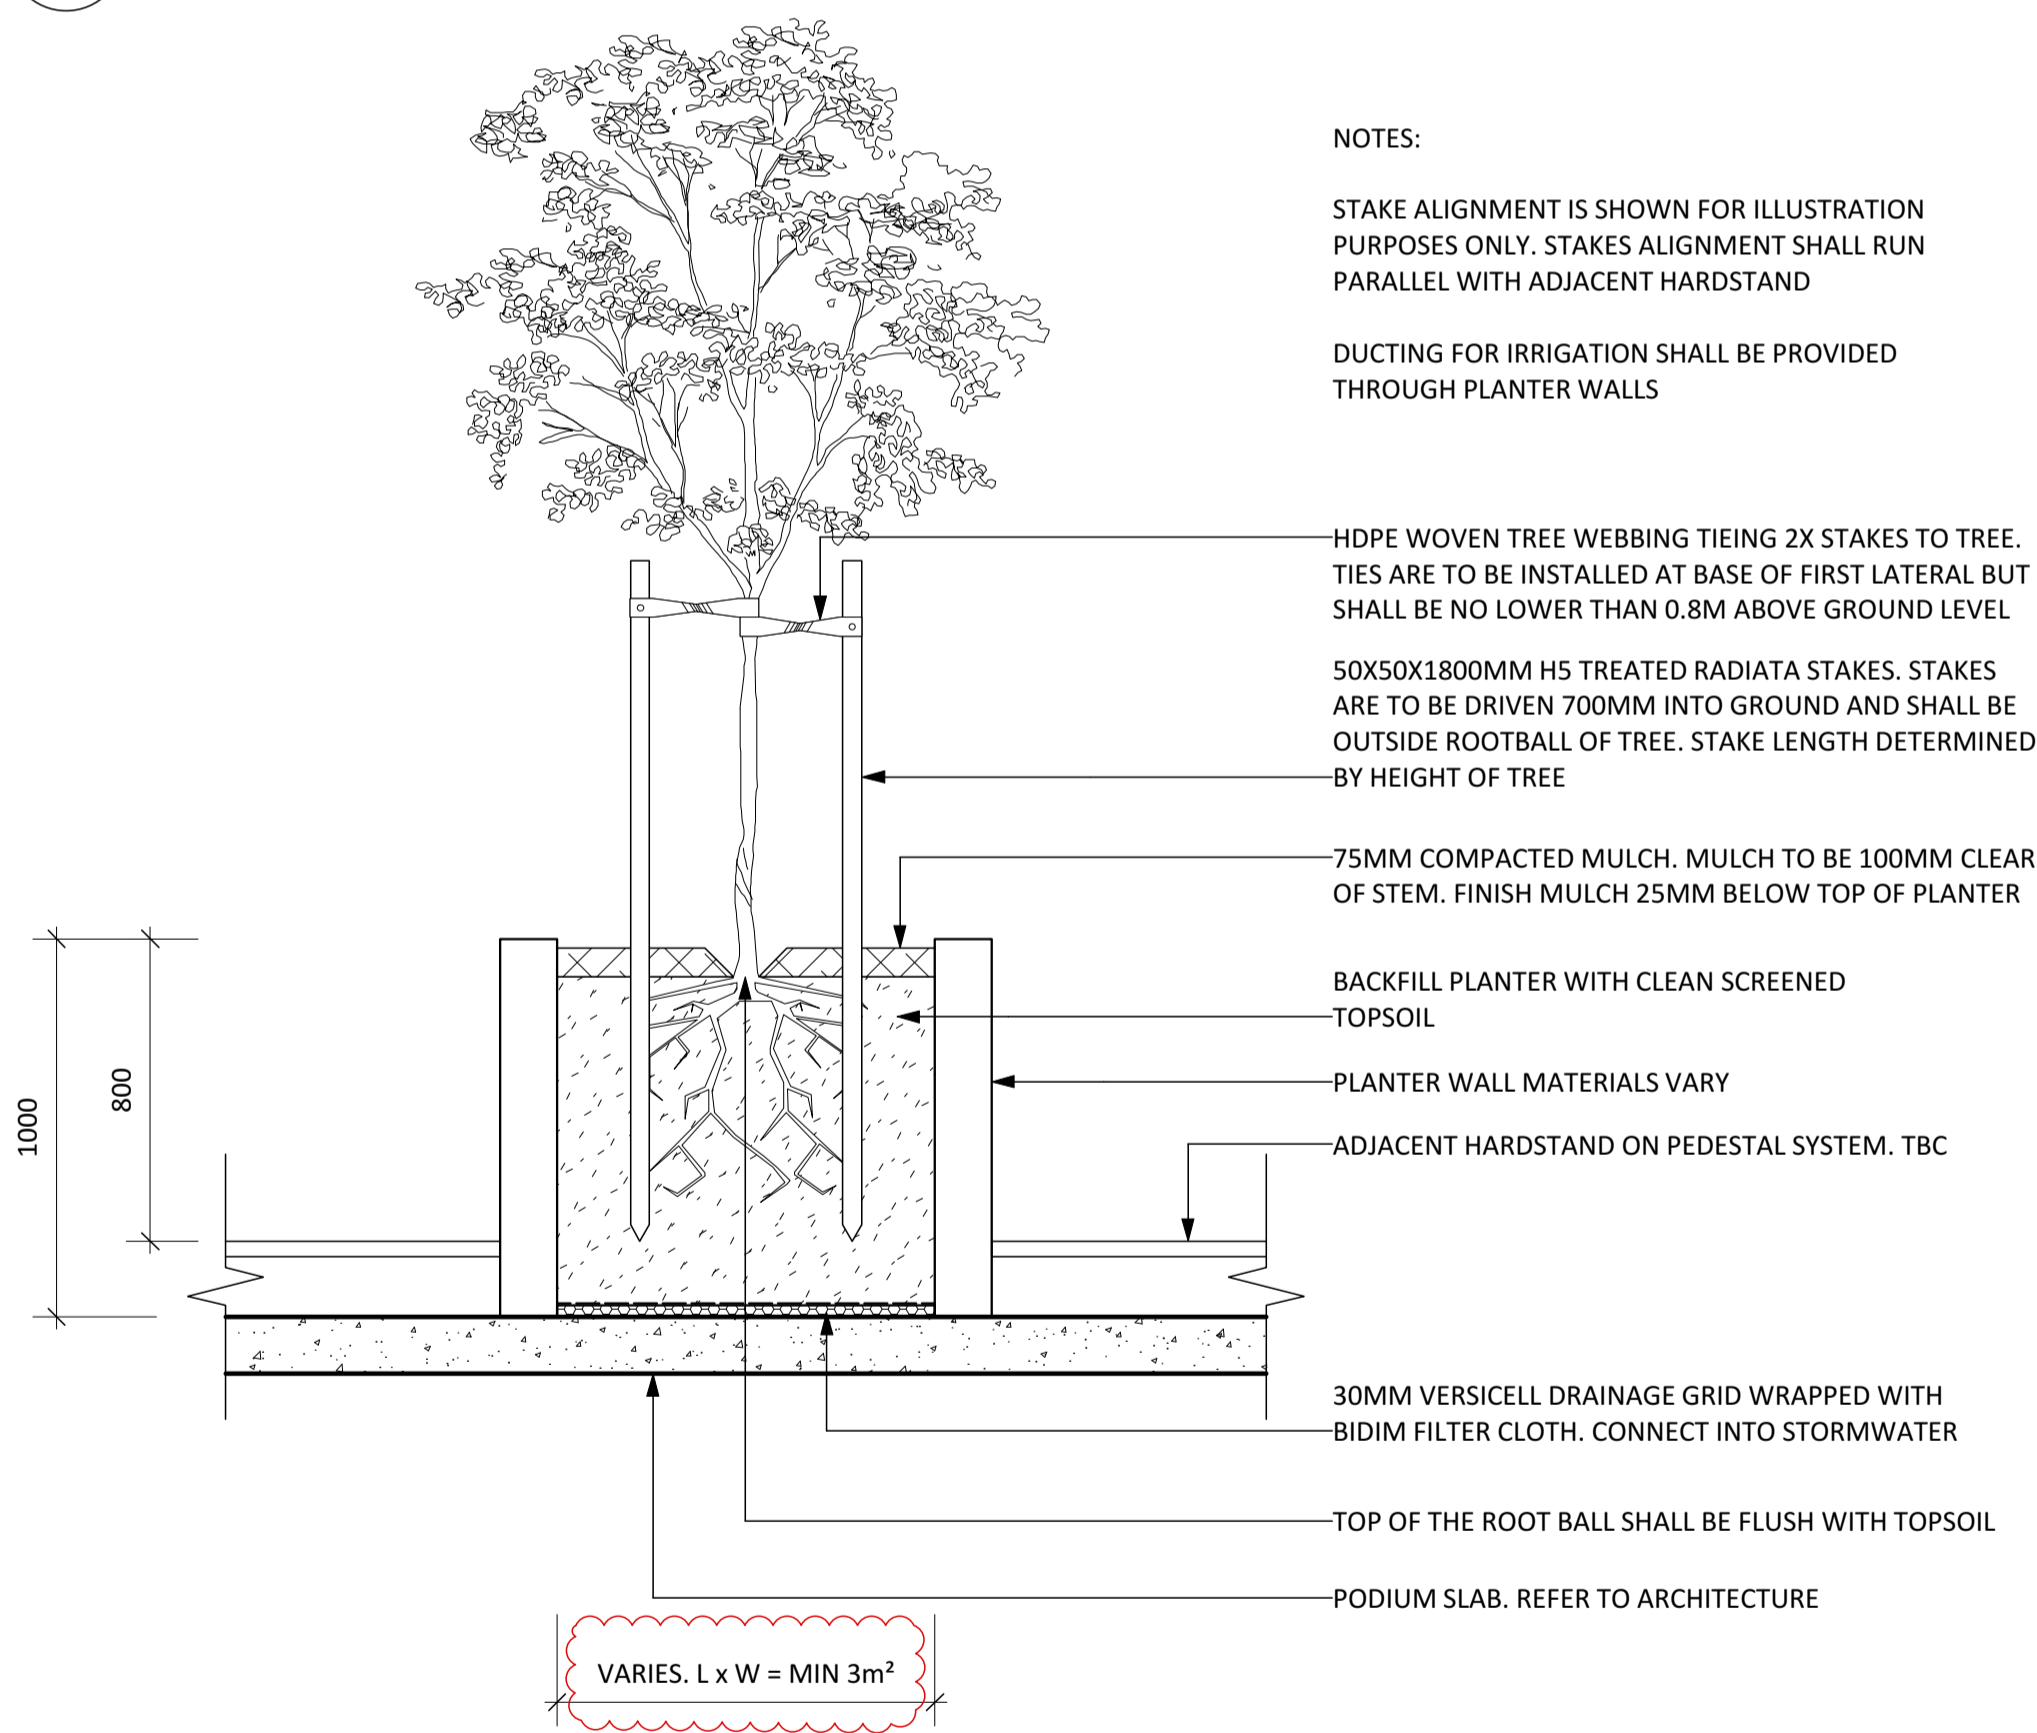 NOTES:
STAKE ALIGNMENT IS SHOWN FOR ILLUSTRATION
PURPOSES ONLY. STAKES ALIGNMENT SHALL RUN
PARALLEL WITH ADJACENT HARDSTAND
DUCTING FOR IRRIGATION SHALL BE PROVIDED
THROUGH PLANTER WALLS
HDPE WOVEN TREE WEBBING TIEING 2X STAKES TO TREE.
TIES ARE TO BE INSTALLED AT BASE OF FIRST LATERAL BUT
SHALL BE NO LOWER THAN 0.8M ABOVE GROUND LEVEL
50X50X1800MM H5 TREATED RADIATA STAKES. STAKES
ARE TO BE DRIVEN 700MM INTO GROUND AND SHALL BE
OUTSIDE ROOTBALL OF TREE. STAKE LENGTH DETERMINED
BY HEIGHT OF TREE
75MM COMPACTED MULCH. MULCH TO BE 100MM CLEAR
OF STEM. FINISH MULCH 25MM BELOW TOP OF PLANTER
BACKFILL PLANTER WITH CLEAN SCREENED
TOPSOIL
PLANTER WALL MATERIALS VARY
ADJACENT HARDSTAND ON PEDESTAL SYSTEM. TBC
1000
800
30MM VERSICELL DRAINAGE GRID WRAPPED WITH
BIDIM FILTER CLOTH. CONNECT INTO STORMWATER
TOP OF THE ROOT BALL SHALL BE FLUSH WITH TOPSOIL
PODIUM SLAB. REFER TO ARCHITECTURE
VARIES. L x W = MIN 3m²